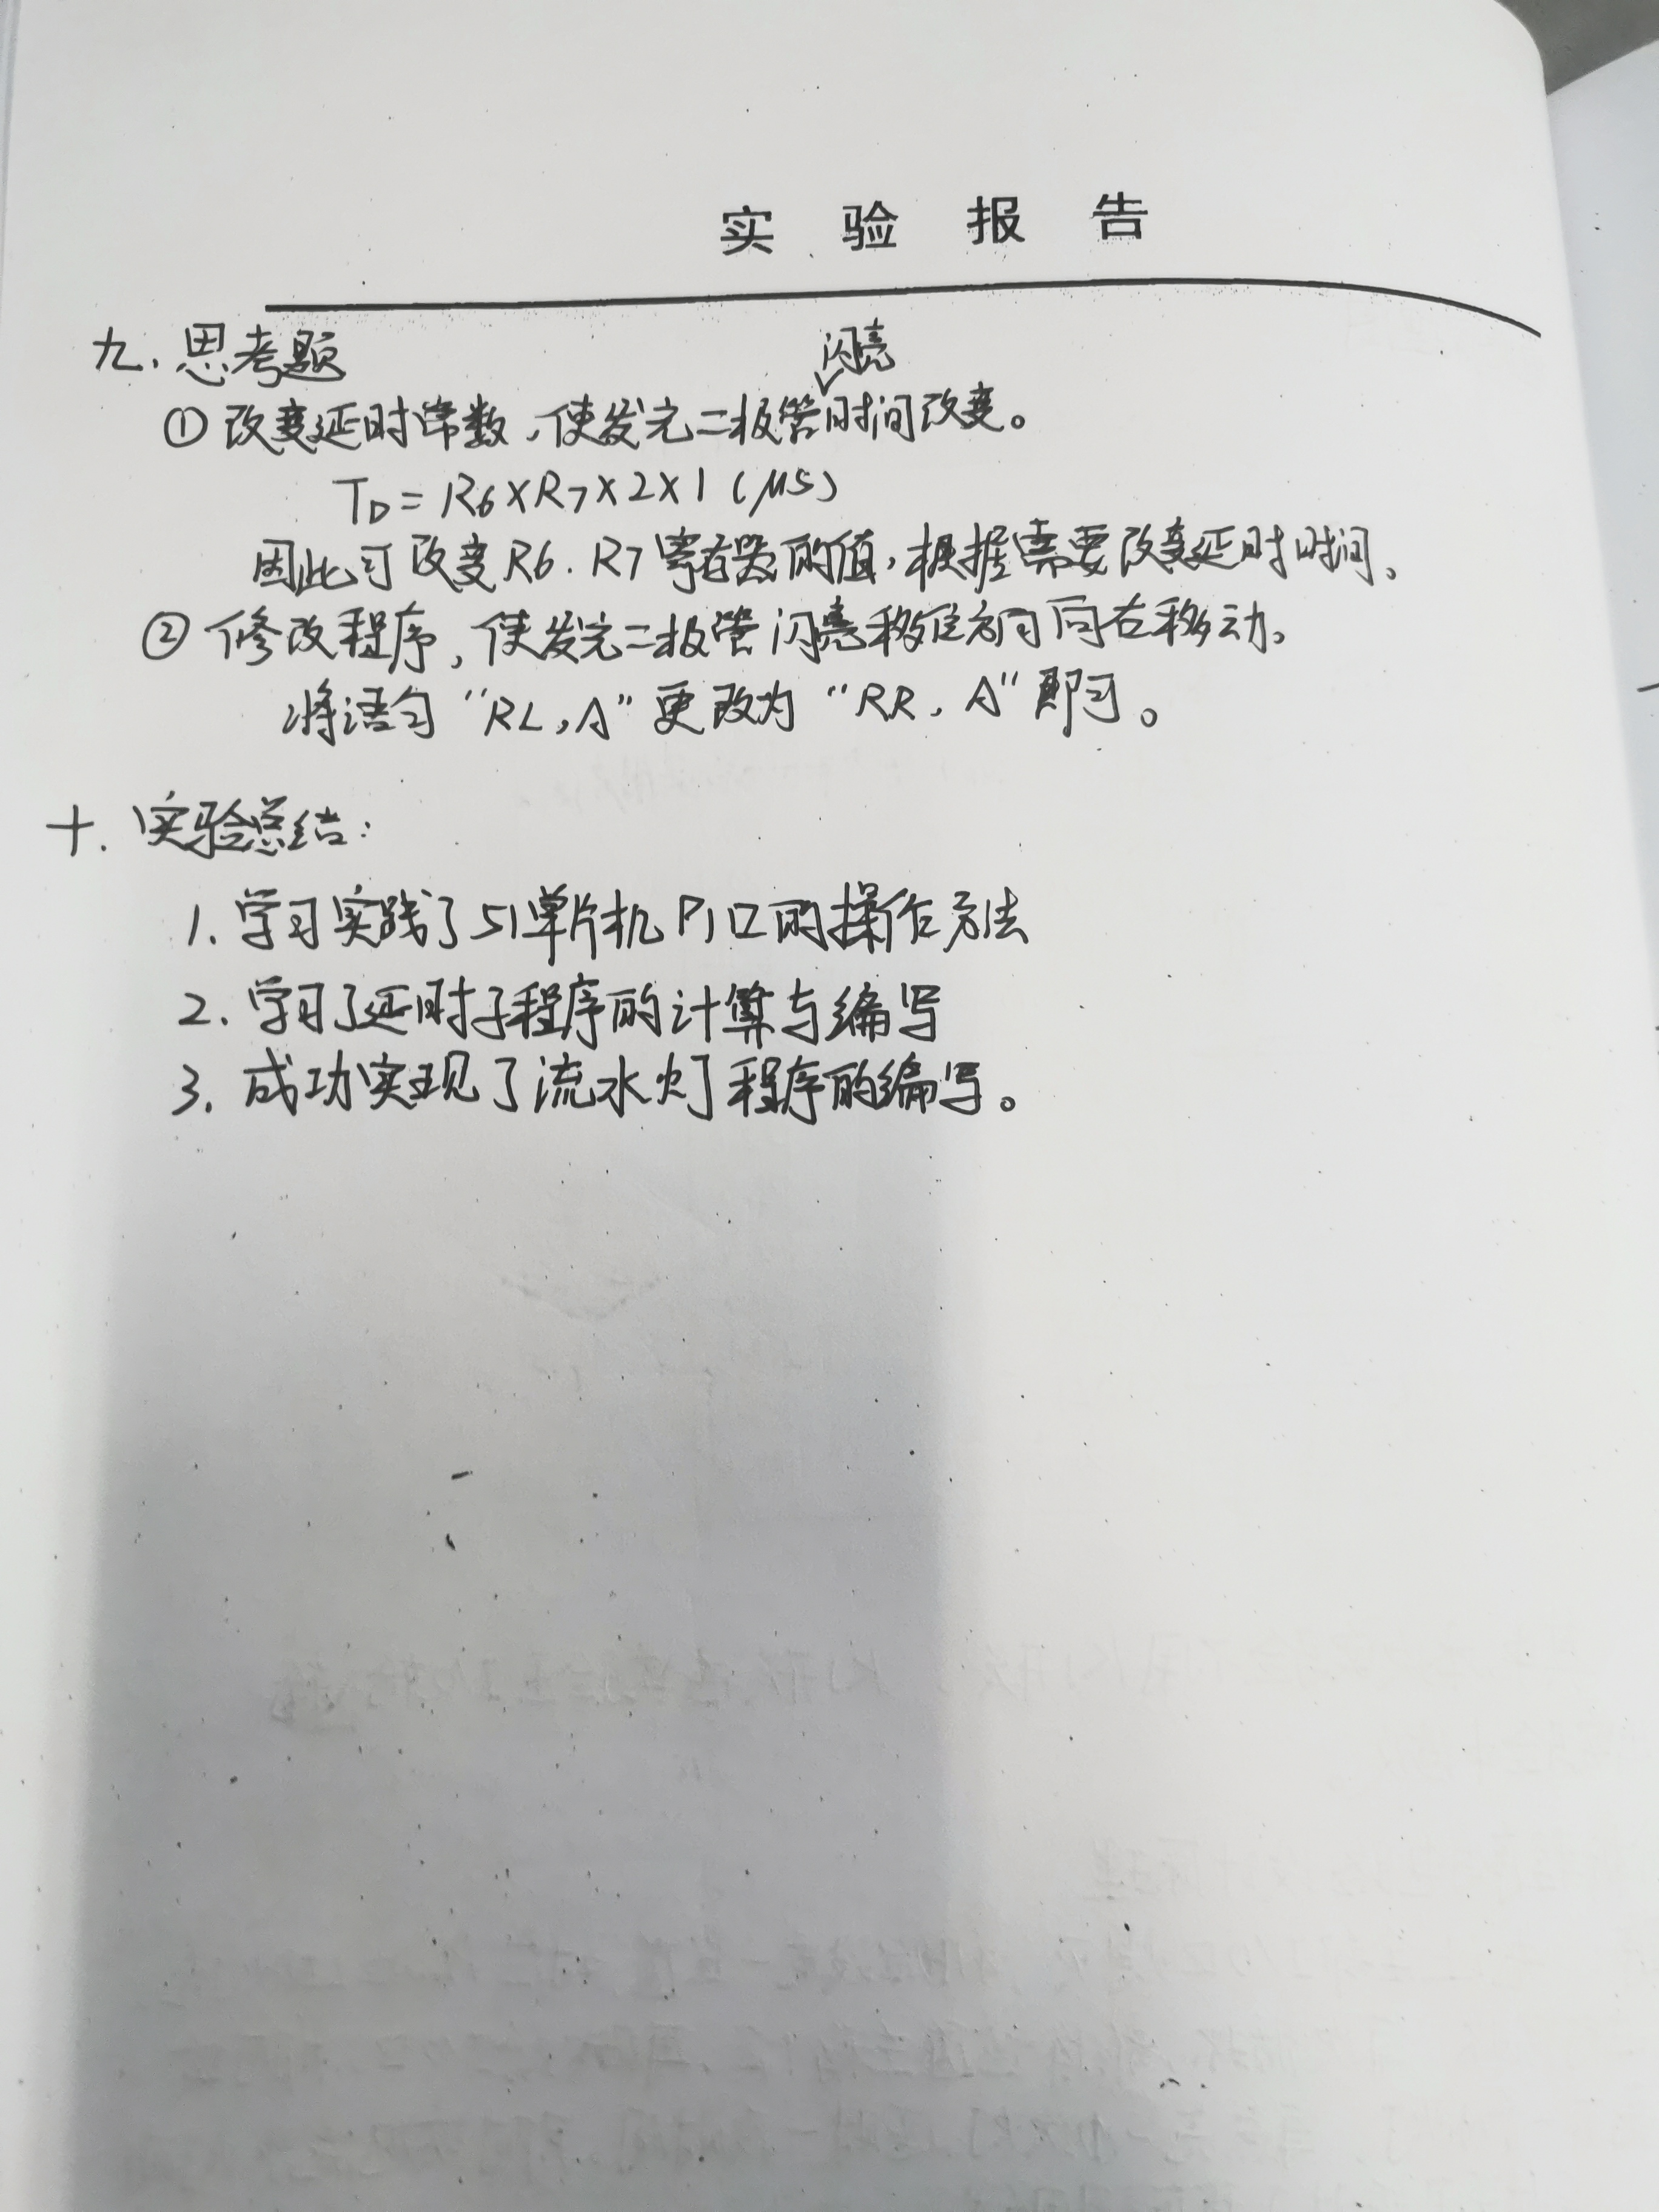 实验报告
九、思考题
①改变延时常数，使发光二极管闪亮时间改变。
T_D = R6×R7×2×1 (μs)
因此可改变R6、R7寄存器的值，根据需要改变延时时间。
②修改程序，使发光二极管闪亮移位方向向右移动。
将语句“RL, A”更改为“RR, A”即可。
十、实验总结：
1. 学习实践了51单片机P1口的操作方法
2. 学习了延时子程序的计算与编写
3. 成功实现了流水灯程序的编写。